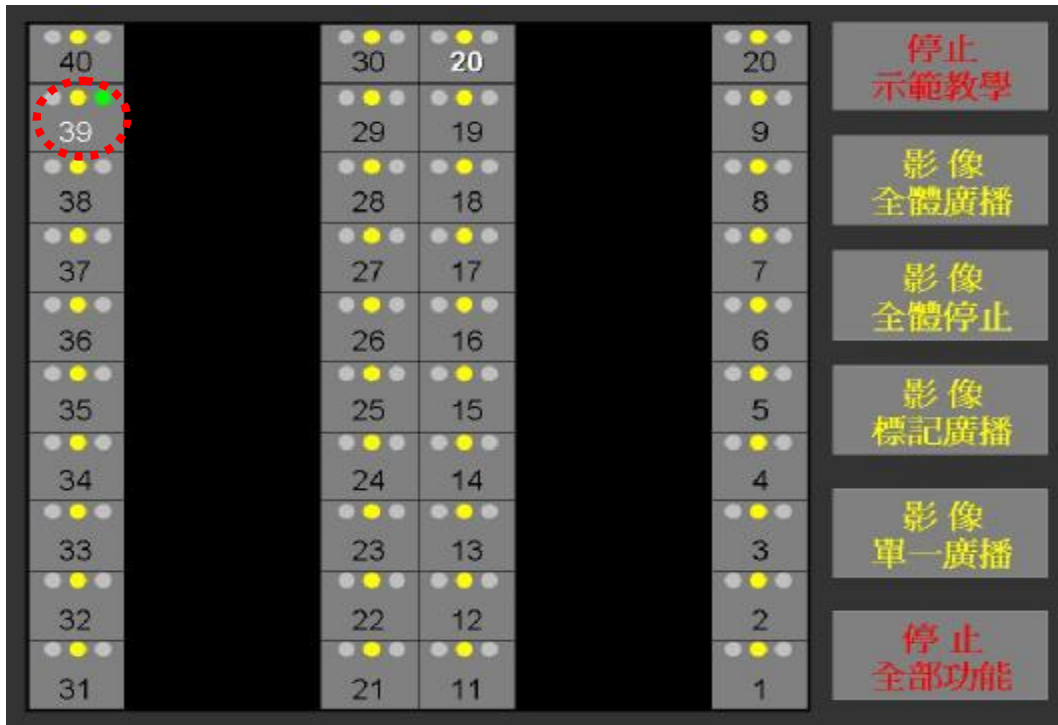 40 30 20 20
39 29 19 9
38 28 18 8
37 27 17 7
36 26 16 6
35 25 15 5
34 24 14 4
33 23 13 3
32 22 12 2
31 21 11 1
停止
示範教學
影 像
全體廣播
影 像
全體停止
影 像
標記廣播
影 像
單一廣播
停 止
全部功能